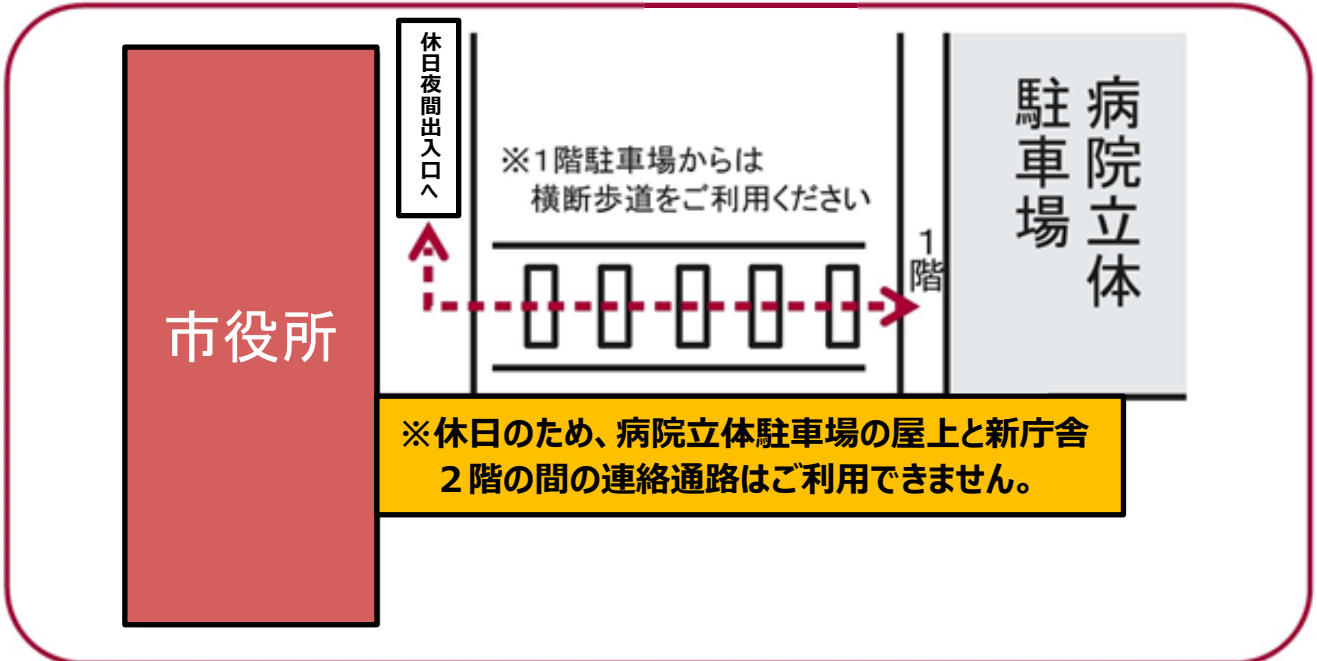 市役所
休日夜間出入口へ
※1階駐車場からは
横断歩道をご利用ください
1階
病院立体
駐車場
※休日のため、病院立体駐車場の屋上と新庁舎
２階の間の連絡通路はご利用できません。